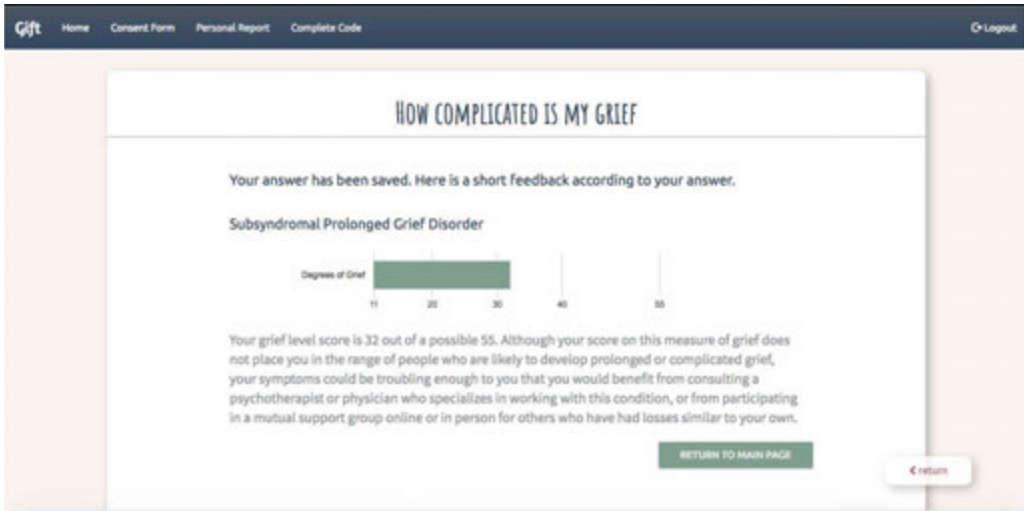 Gift Home Consent Form Personal Report Complete Code Logout
How complicated is my grief
Your answer has been saved. Here is a short feedback according to your answer.
Subsyndromal Prolonged Grief Disorder
Degrees of Grief
11 20 30 40 55
Your grief level score is 32 out of a possible 55. Although your score on this measure of grief does
not place you in the range of people who are likely to develop prolonged or complicated grief,
your symptoms could be troubling enough to you that you would benefit from consulting a
psychotherapist or physician who specializes in working with this condition, or from participating
in a mutual support group online or in person for others who have had losses similar to your own.
RETURN TO MAIN PAGE
return